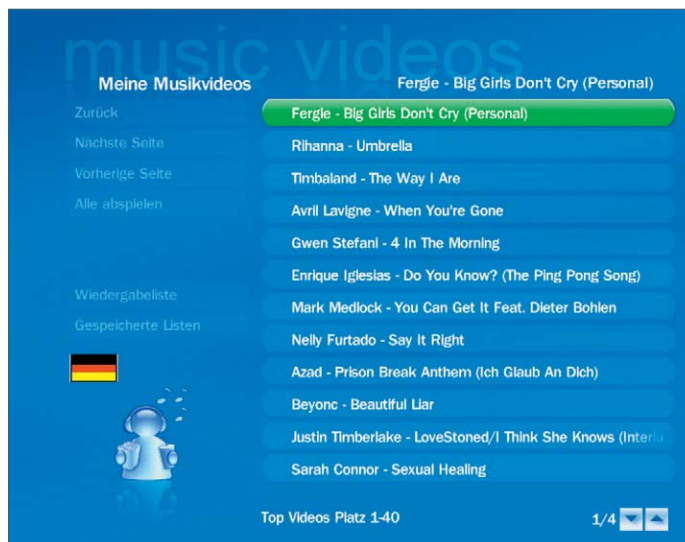 music videos
Meine Musikvideos
Fergie - Big Girls Don't Cry (Personal)
Zurück
Nächste Seite
Vorherige Seite
Alle abspielen
Wiedergabeliste
Gespeicherte Listen
Fergie - Big Girls Don't Cry (Personal)
Rihanna - Umbrella
Timbaland - The Way I Are
Avril Lavigne - When You're Gone
Gwen Stefani - 4 In The Morning
Enrique Iglesias - Do You Know? (The Ping Pong Song)
Mark Medlock - You Can Get It Feat. Dieter Bohlen
Nelly Furtado - Say It Right
Azad - Prison Break Anthem (Ich Glaub An Dich)
Beyonc - Beautiful Liar
Justin Timberlake - LoveStoned/I Think She Knows (Interlu
Sarah Connor - Sexual Healing
Top Videos Platz 1-40
1/4